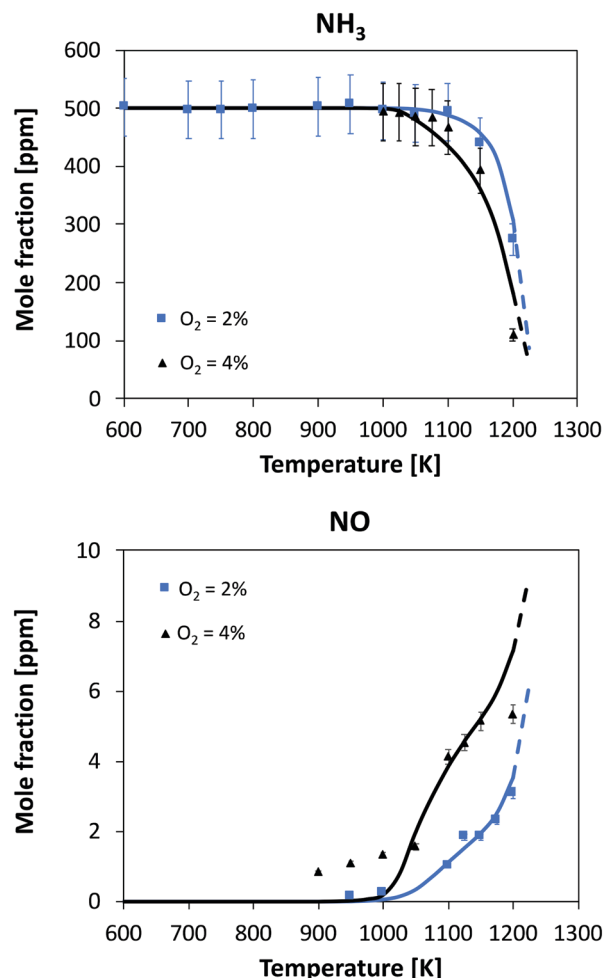 NH₃
600
500
400
300
200
100
0
Mole fraction [ppm]
O₂ = 2%
O₂ = 4%
600 700 800 900 1000 1100 1200 1300
Temperature [K]
NO
10
8
6
4
2
0
Mole fraction [ppm]
O₂ = 2%
O₂ = 4%
600 700 800 900 1000 1100 1200 1300
Temperature [K]